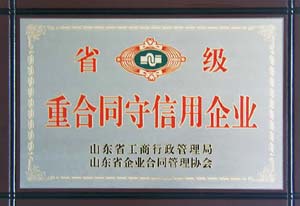 省级
重合同守信用企业
山东省工商行政管理局
山东省企业合同管理协会